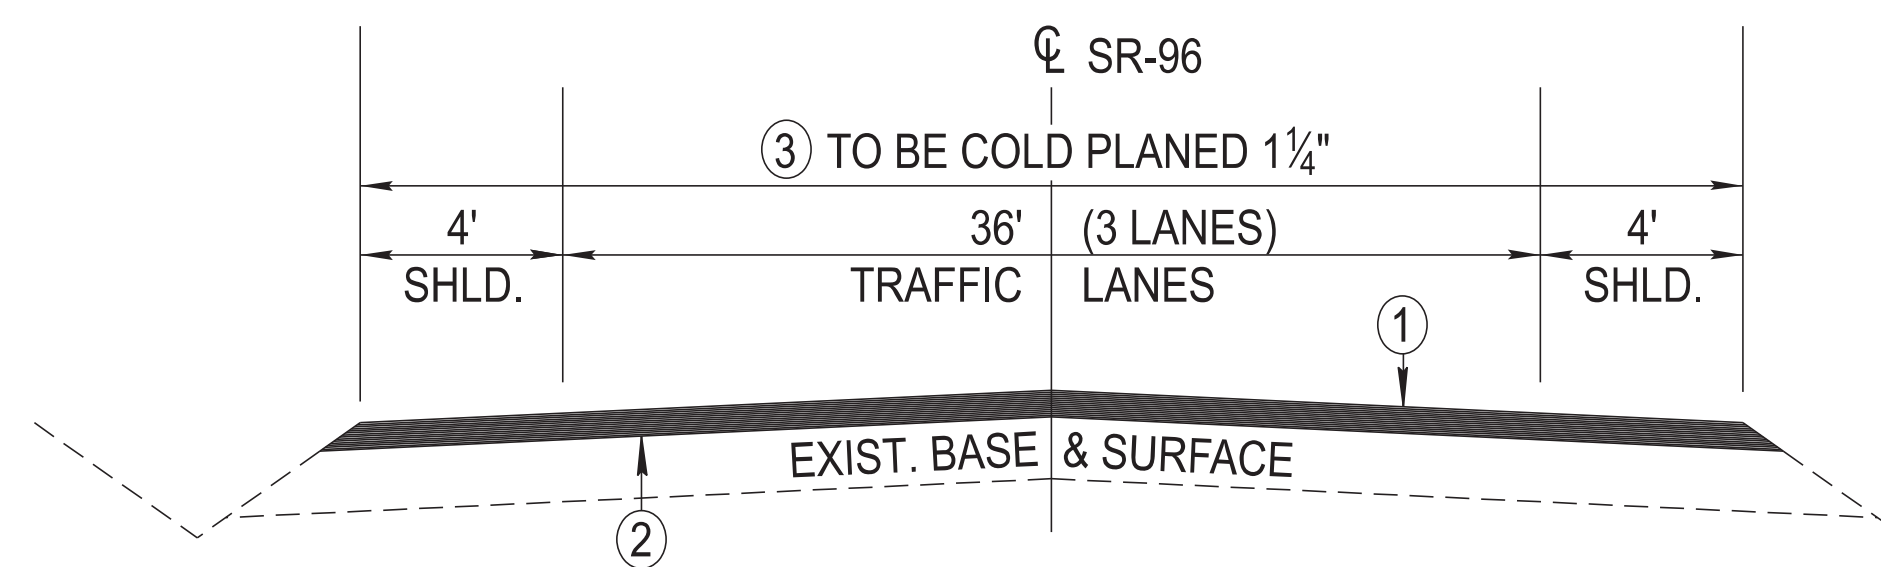 ℄ SR-96
③ TO BE COLD PLANED 1¼"
4' 36' (3 LANES) 4'
SHLD. TRAFFIC LANES SHLD.
①
EXIST. BASE & SURFACE
②